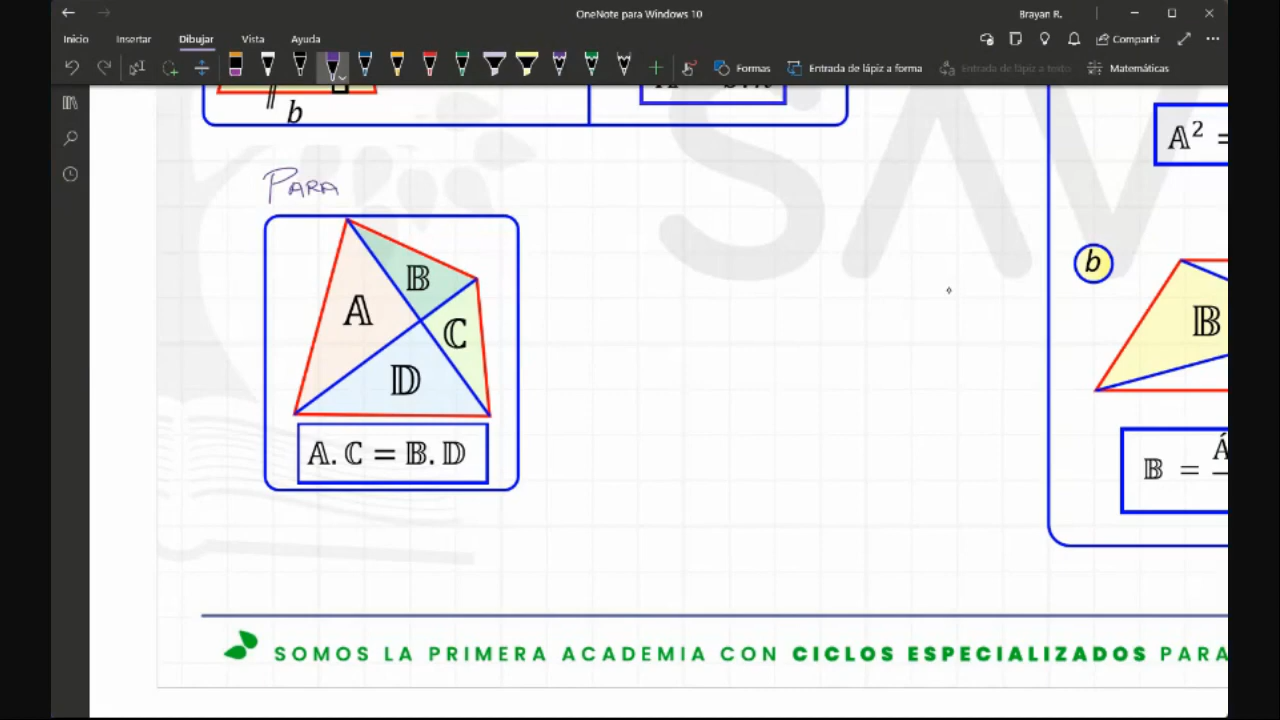 OneNote para Windows 10
Brayan R.
Inicio
Insertar
Dibujar
Vista
Ayuda
Compartir
Formas
Entrada de lápiz a forma
Entrada de lápiz a texto
Matemáticas
b
PARA
𝔸
𝔹
ℂ
𝔻
𝔸. ℂ = 𝔹. 𝔻
𝔸² =
b
𝔹
𝔹 =
SAV
SOMOS LA PRIMERA ACADEMIA CON CICLOS ESPECIALIZADOS PARA